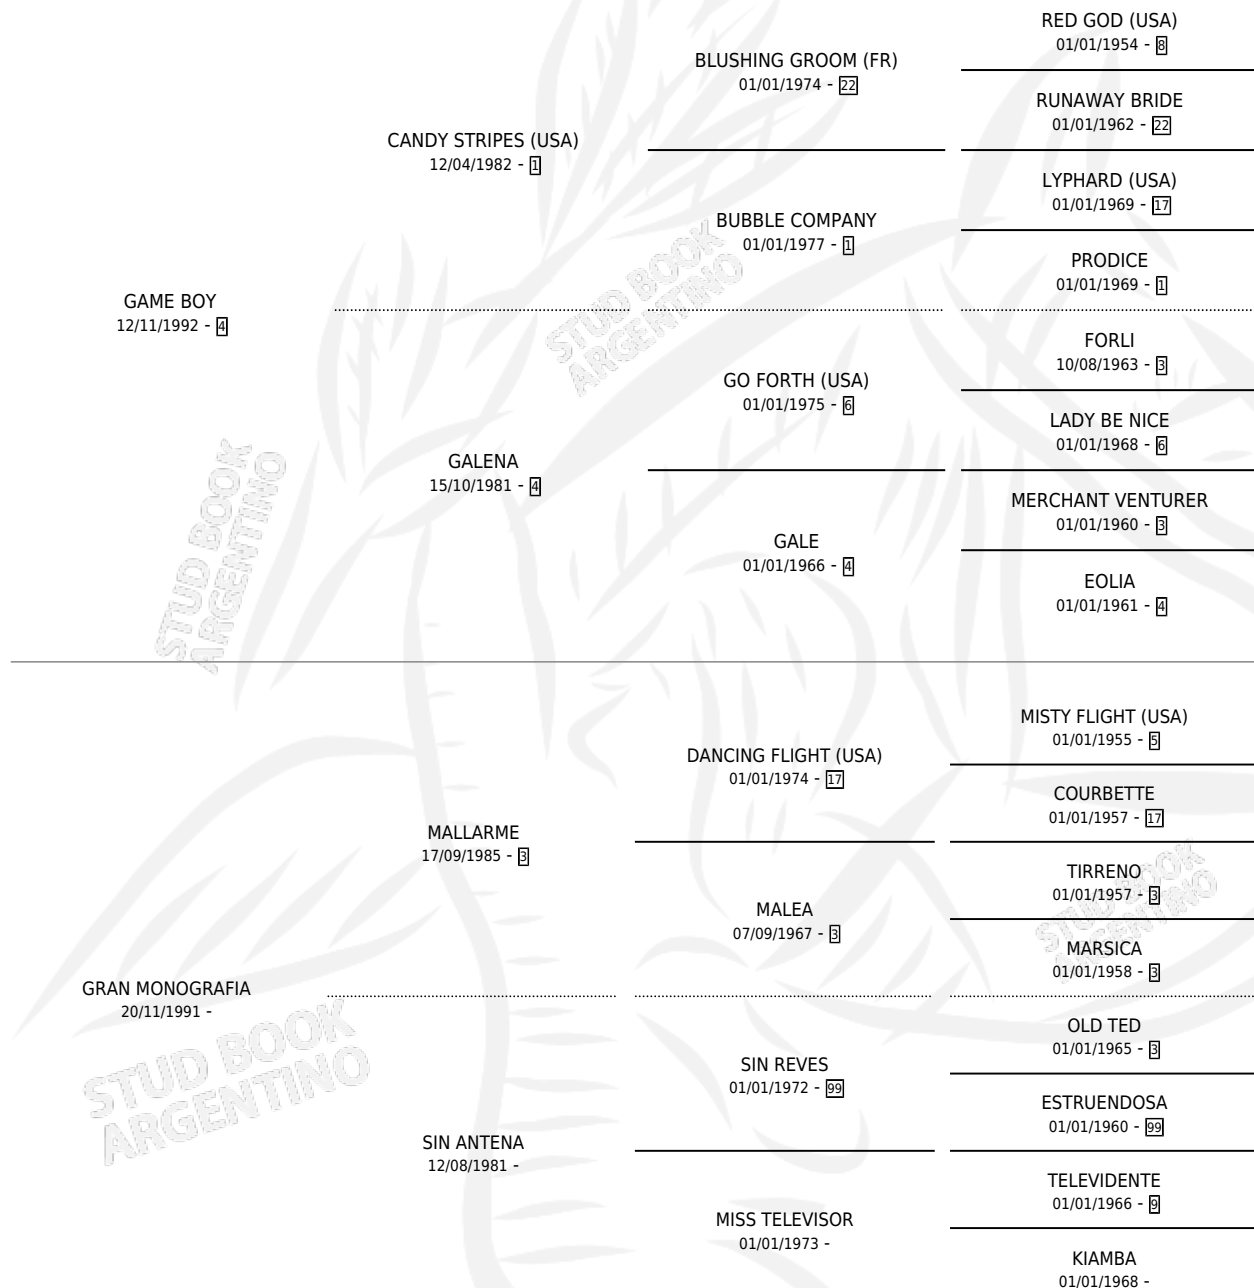 RED GOD (USA)
01/01/1954 - 8
BLUSHING GROOM (FR)
01/01/1974 - 22
RUNAWAY BRIDE
01/01/1962 - 22
CANDY STRIPES (USA)
12/04/1982 - 1
LYPHARD (USA)
01/01/1969 - 17
BUBBLE COMPANY
01/01/1977 - 1
PRODICE
01/01/1969 - 1
GAME BOY
12/11/1992 - 4
FORLI
10/08/1963 - 3
GO FORTH (USA)
01/01/1975 - 6
LADY BE NICE
01/01/1968 - 6
GALENA
15/10/1981 - 4
MERCHANT VENTURER
01/01/1960 - 3
GALE
01/01/1966 - 4
EOLIA
01/01/1961 - 4
STUD BOOK
ARGENTINO
STUD BOOK
ARGENTINO
MISTY FLIGHT (USA)
01/01/1955 - 5
DANCING FLIGHT (USA)
01/01/1974 - 17
COURBETTE
01/01/1957 - 17
MALLARME
17/09/1985 - 3
TIRRENO
01/01/1957 - 3
MALEA
07/09/1967 - 3
MARSICA
01/01/1958 - 3
STUD BOOK
ARGENTINO
GRAN MONOGRAFIA
20/11/1991 -
OLD TED
01/01/1965 - 3
SIN REVES
01/01/1972 - 99
ESTRUENDOSA
01/01/1960 - 99
STUD BOOK
ARGENTINO
SIN ANTENA
12/08/1981 -
TELEVIDENTE
01/01/1966 - 9
MISS TELEVISOR
01/01/1973 -
KIAMBA
01/01/1968 -